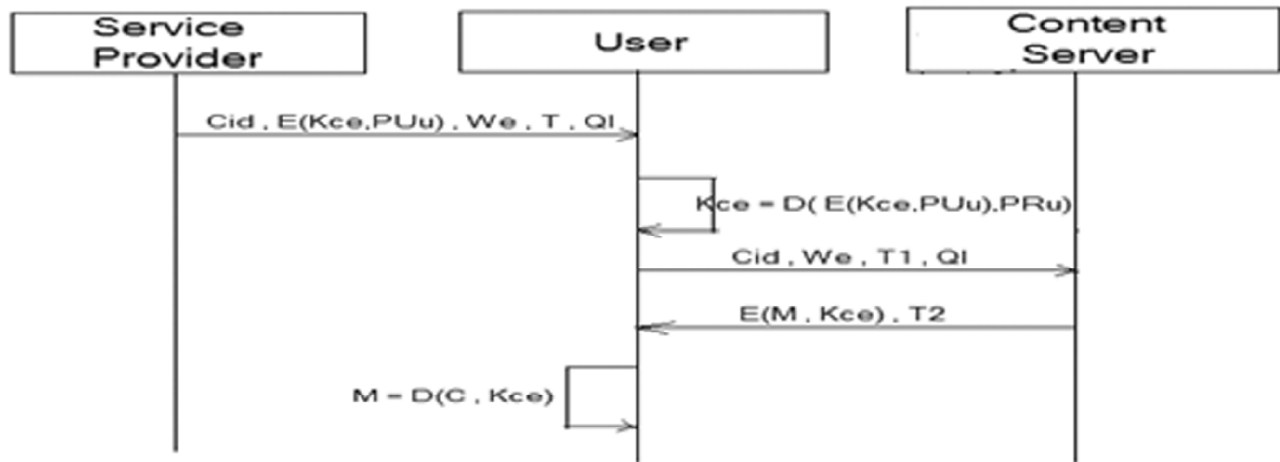 Service
Provider
User
Content
Server
Cid , E(Kce,PUu) , We , T , QI
Kce = D( E(Kce,PUu),PRu)
Cid , We , T1 , QI
E(M , Kce) , T2
M = D(C , Kce)